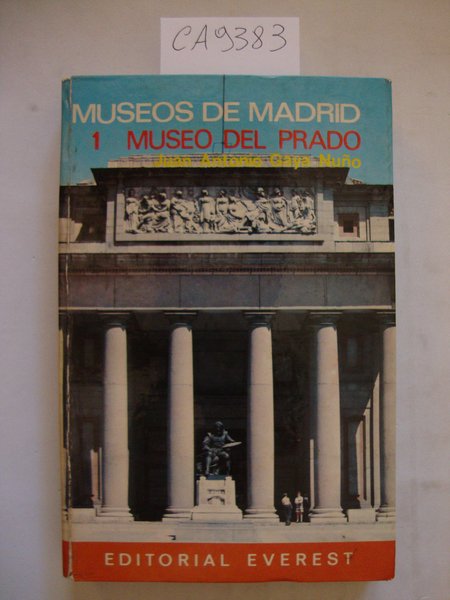 CA9383
MUSEOS DE MADRID
1 MUSEO DEL PRADO
Juan Antonio Gaya Nuño
EDITORIAL EVEREST